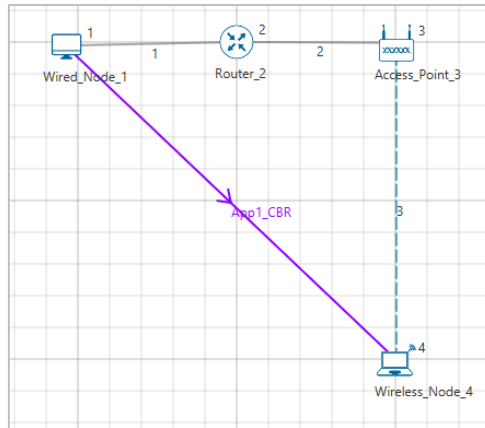 1
2
3
1
2
Wired_Node_1
Router_2
Access_Point_3
App1_CBR
3
4
Wireless_Node_4